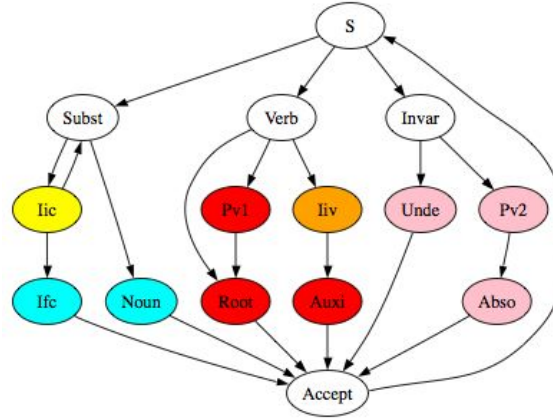 S
Subst Verb Invar
Iic Pv1 Iiv Unde Pv2
Ifc Noun Root Auxi Abso
Accept